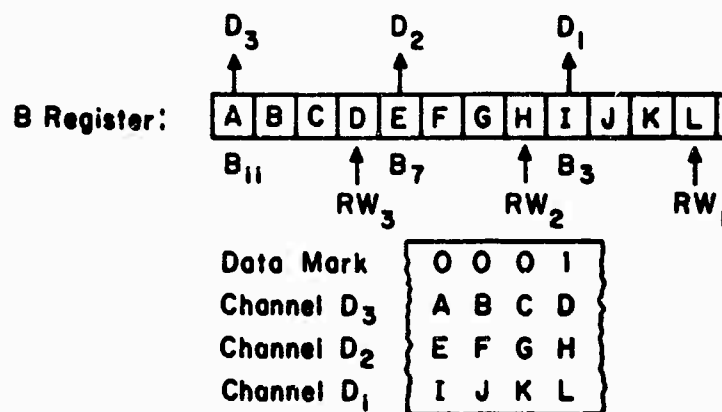 D3 D2 D1
B Register: A B C D E F G H I J K L
B11 B7 B3
RW3 RW2 RW1
Data Mark 0 0 0 1
Channel D3 A B C D
Channel D2 E F G H
Channel D1 I J K L